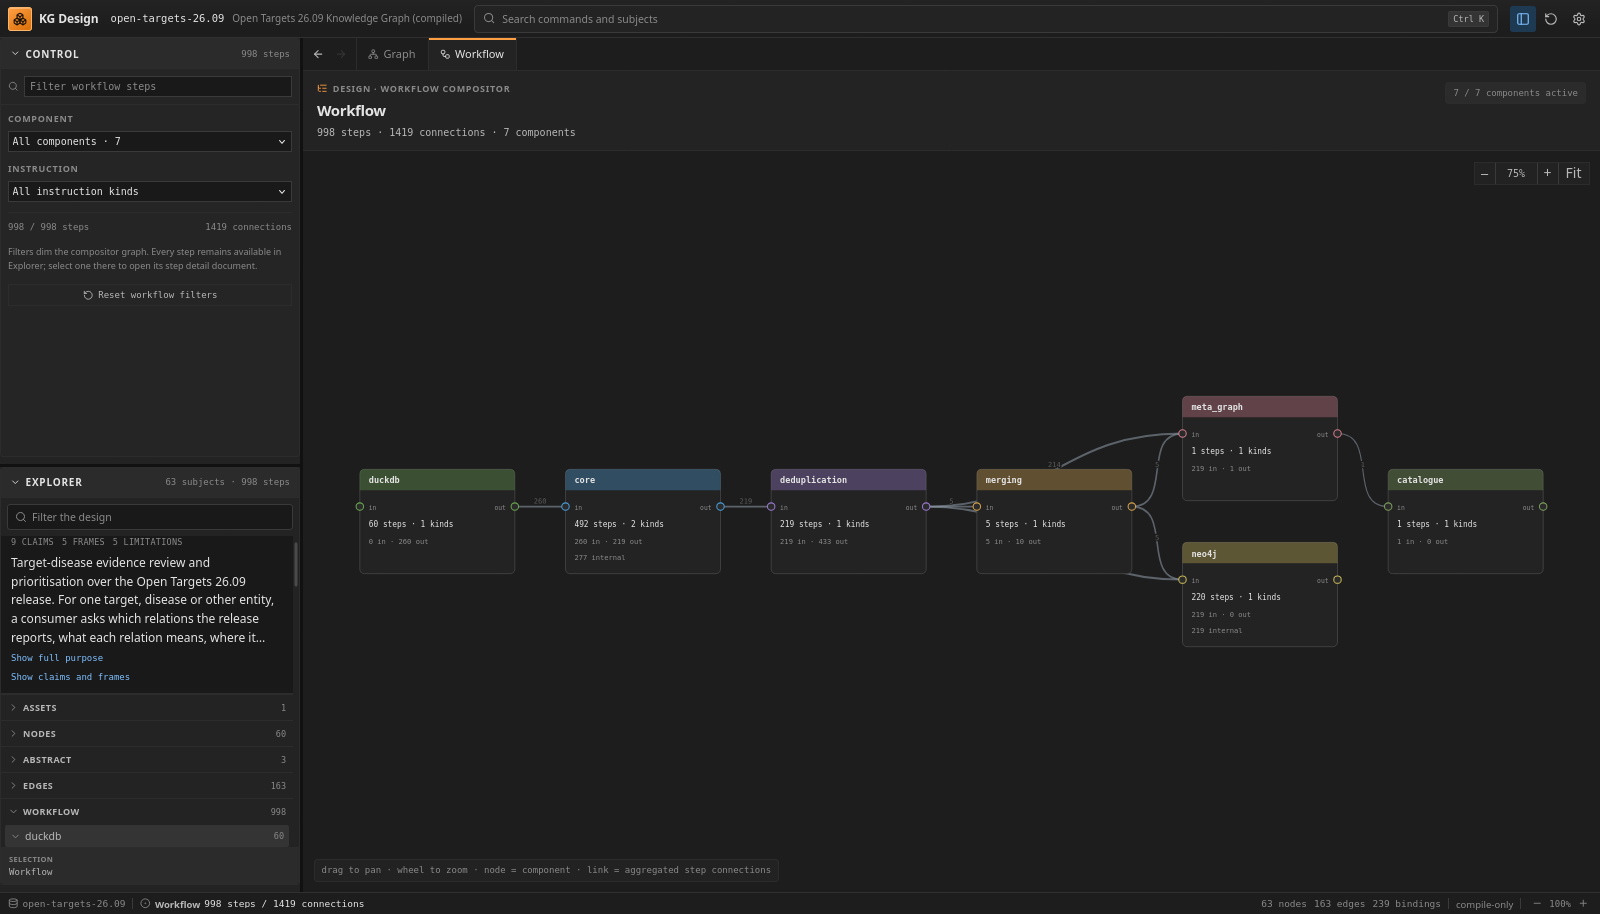 KG Design open-targets-26.09 Open Targets 26.09 Knowledge Graph (compiled) Search commands and subjects Ctrl K
CONTROL 998 steps
Filter workflow steps
COMPONENT
All components · 7
INSTRUCTION
All instruction kinds
998 / 998 steps 1419 connections
Filters dim the compositor graph. Every step remains available in
Explorer; select one there to open its step detail document.
Reset workflow filters
EXPLORER 63 subjects · 998 steps
Filter the design
9 CLAIMS 5 FRAMES 5 LIMITATIONS
Target-disease evidence review and
prioritisation over the Open Targets 26.09
release. For one target, disease or other entity,
a consumer asks which relations the release
reports, what each relation means, where it...
Show full purpose
Show claims and frames
ASSETS 1
NODES 60
ABSTRACT 3
EDGES 163
WORKFLOW 998
duckdb 60
SELECTION
Workflow
Graph Workflow
DESIGN · WORKFLOW COMPOSITOR
Workflow
998 steps · 1419 connections · 7 components
7 / 7 components active
– 75% + Fit
duckdb
in out
60 steps · 1 kinds
0 in · 260 out
260
core
in out
492 steps · 2 kinds
260 in · 219 out
277 internal
219
deduplication
in out
219 steps · 1 kinds
219 in · 433 out
5
214
merging
in out
5 steps · 1 kinds
5 in · 10 out
5
5
meta_graph
in out
1 steps · 1 kinds
219 in · 1 out
1
neo4j
in out
220 steps · 1 kinds
219 in · 0 out
219 internal
catalogue
in out
1 steps · 1 kinds
1 in · 0 out
drag to pan · wheel to zoom · node = component · link = aggregated step connections
open-targets-26.09 Workflow 998 steps / 1419 connections 63 nodes 163 edges 239 bindings compile-only − 100% +